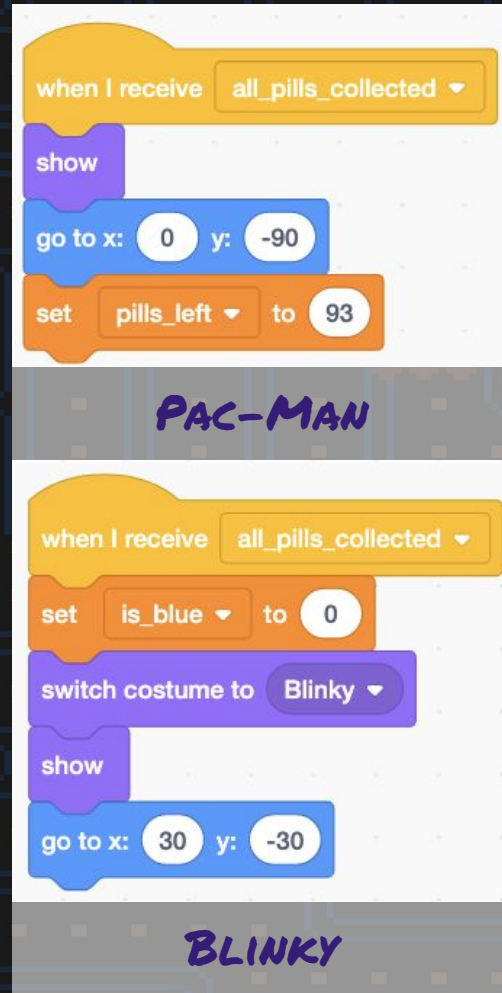 when I receive all_pills_collected
show
go to x: 0 y: -90
set pills_left to 93
PAC-MAN
when I receive all_pills_collected
set is_blue to 0
switch costume to Blinky
show
go to x: 30 y: -30
BLINKY